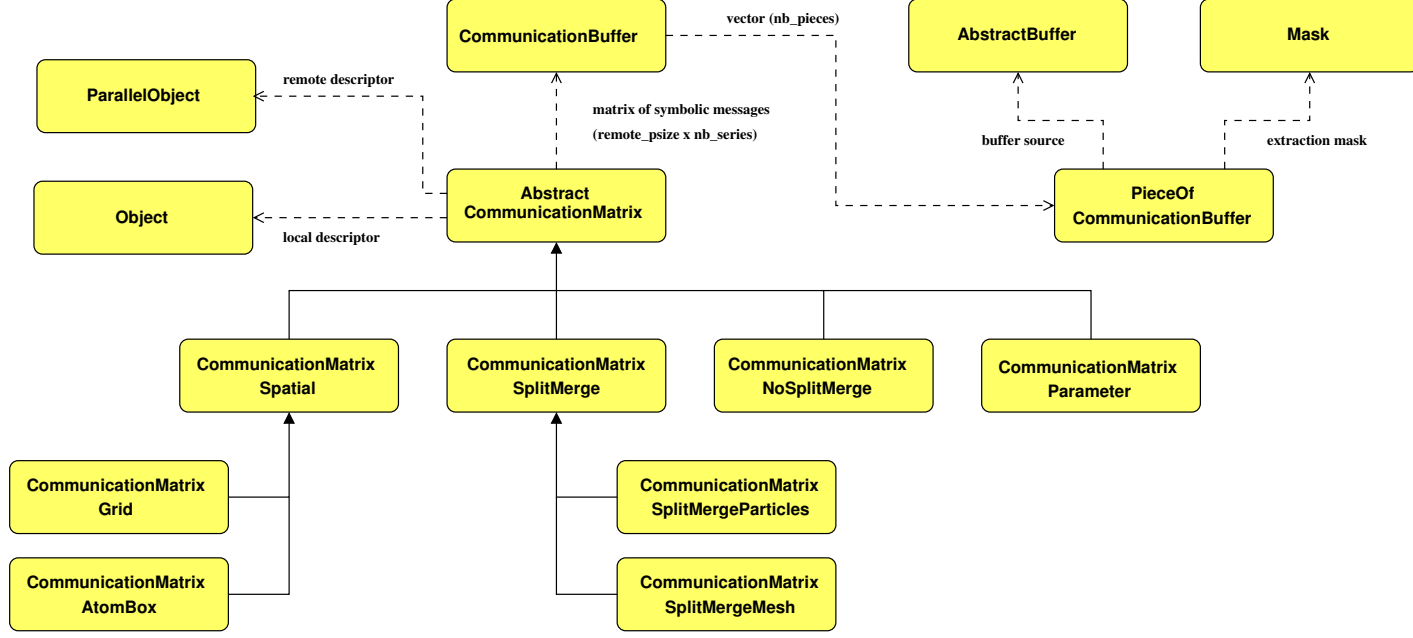 vector (nb_pieces)
CommunicationBuffer
AbstractBuffer
Mask
remote descriptor
ParallelObject
matrix of symbolic messages
(remote_psize x nb_series)
buffer source
extraction mask
Object
Abstract
CommunicationMatrix
PieceOf
CommunicationBuffer
local descriptor
CommunicationMatrix
Spatial
CommunicationMatrix
SplitMerge
CommunicationMatrix
NoSplitMerge
CommunicationMatrix
Parameter
CommunicationMatrix
Grid
CommunicationMatrix
SplitMergeParticles
CommunicationMatrix
AtomBox
CommunicationMatrix
SplitMergeMesh